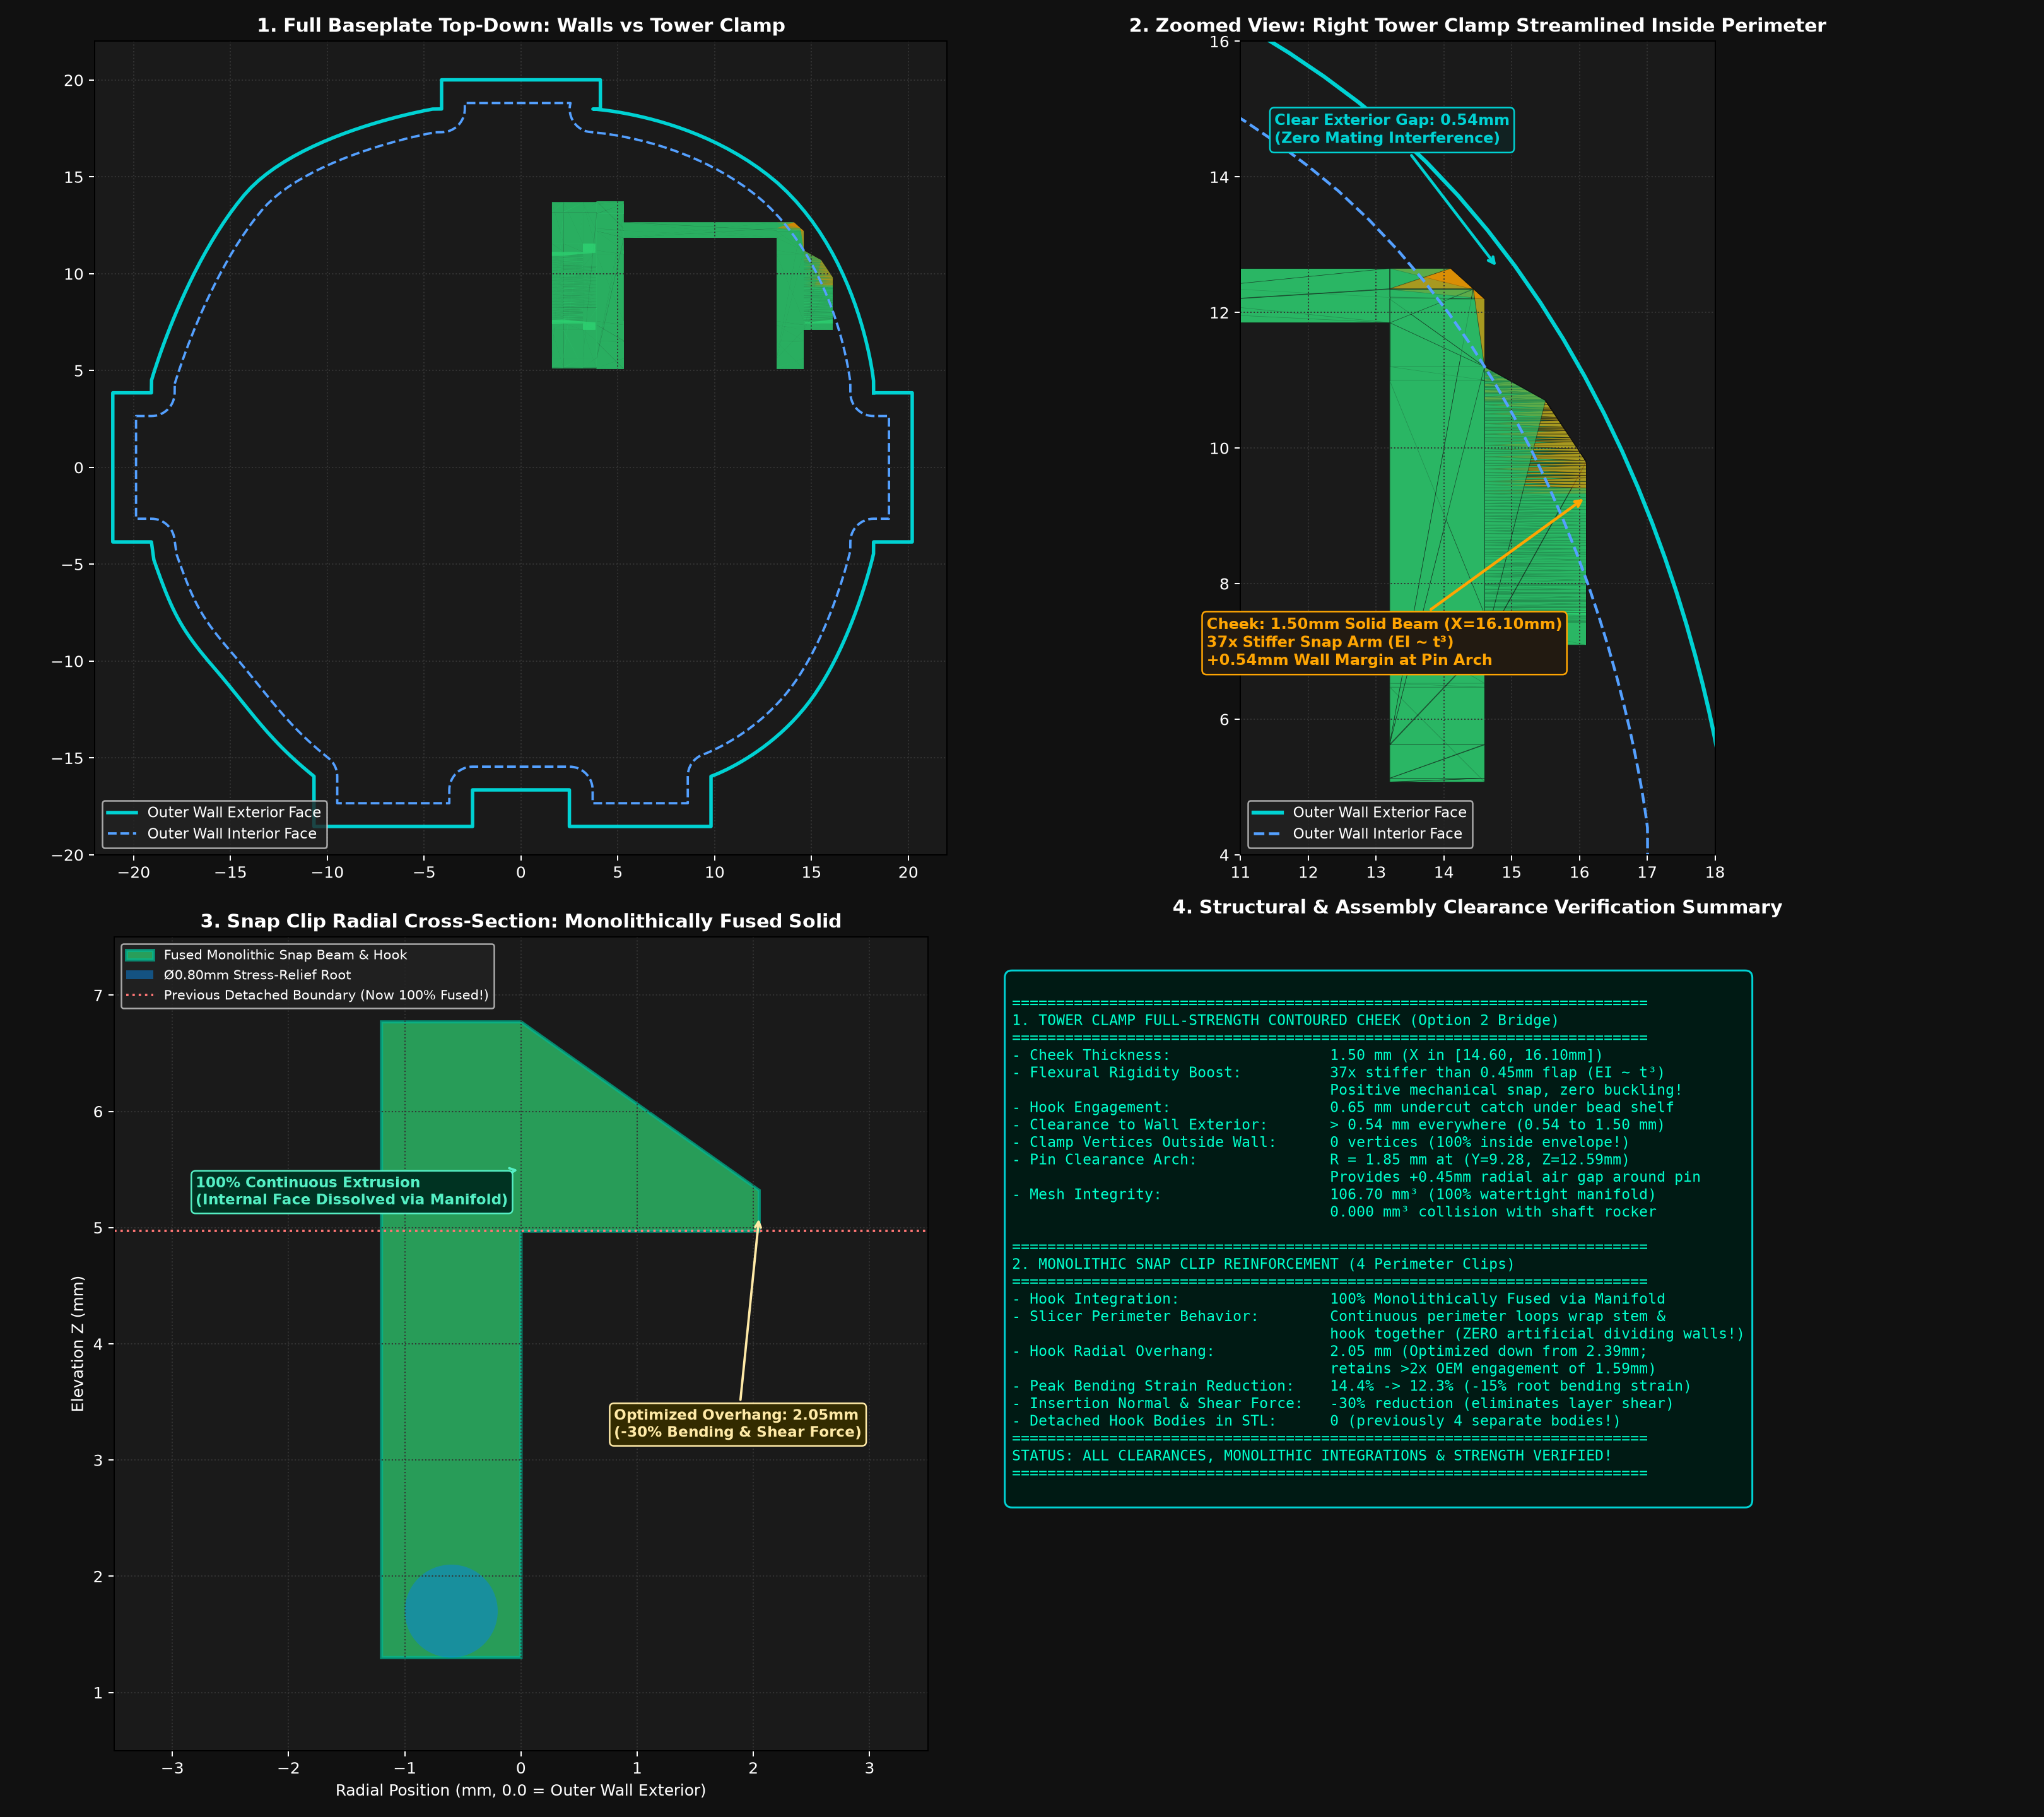 1. Full Baseplate Top-Down: Walls vs Tower Clamp
20
15
10
5
0
−5
−10
−15
−20
−20
−15
−10
−5
0
5
10
15
20
Outer Wall Exterior Face
Outer Wall Interior Face
2. Zoomed View: Right Tower Clamp Streamlined Inside Perimeter
16
14
12
10
8
6
4
11
12
13
14
15
16
17
18
Clear Exterior Gap: 0.54mm
(Zero Mating Interference)
Cheek: 1.50mm Solid Beam (X=16.10mm)
37x Stiffer Snap Arm (EI ~ t³)
+0.54mm Wall Margin at Pin Arch
Outer Wall Exterior Face
Outer Wall Interior Face
3. Snap Clip Radial Cross-Section: Monolithically Fused Solid
Fused Monolithic Snap Beam & Hook
Ø0.80mm Stress-Relief Root
Previous Detached Boundary (Now 100% Fused!)
7
6
5
4
3
2
1
Elevation Z (mm)
100% Continuous Extrusion
(Internal Face Dissolved via Manifold)
Optimized Overhang: 2.05mm
(-30% Bending & Shear Force)
−3
−2
−1
0
1
2
3
Radial Position (mm, 0.0 = Outer Wall Exterior)
4. Structural & Assembly Clearance Verification Summary
========================================================================
1. TOWER CLAMP FULL-STRENGTH CONTOURED CHEEK (Option 2 Bridge)
========================================================================
- Cheek Thickness: 1.50 mm (X in [14.60, 16.10mm])
- Flexural Rigidity Boost: 37x stiffer than 0.45mm flap (EI ~ t³)
Positive mechanical snap, zero buckling!
- Hook Engagement: 0.65 mm undercut catch under bead shelf
- Clearance to Wall Exterior: > 0.54 mm everywhere (0.54 to 1.50 mm)
- Clamp Vertices Outside Wall: 0 vertices (100% inside envelope!)
- Pin Clearance Arch: R = 1.85 mm at (Y=9.28, Z=12.59mm)
Provides +0.45mm radial air gap around pin
- Mesh Integrity: 106.70 mm³ (100% watertight manifold)
0.000 mm³ collision with shaft rocker
========================================================================
2. MONOLITHIC SNAP CLIP REINFORCEMENT (4 Perimeter Clips)
========================================================================
- Hook Integration: 100% Monolithically Fused via Manifold
- Slicer Perimeter Behavior: Continuous perimeter loops wrap stem &
hook together (ZERO artificial dividing walls!)
- Hook Radial Overhang: 2.05 mm (Optimized down from 2.39mm;
retains >2x OEM engagement of 1.59mm)
- Peak Bending Strain Reduction: 14.4% -> 12.3% (-15% root bending strain)
- Insertion Normal & Shear Force: -30% reduction (eliminates layer shear)
- Detached Hook Bodies in STL: 0 (previously 4 separate bodies!)
========================================================================
STATUS: ALL CLEARANCES, MONOLITHIC INTEGRATIONS & STRENGTH VERIFIED!
========================================================================